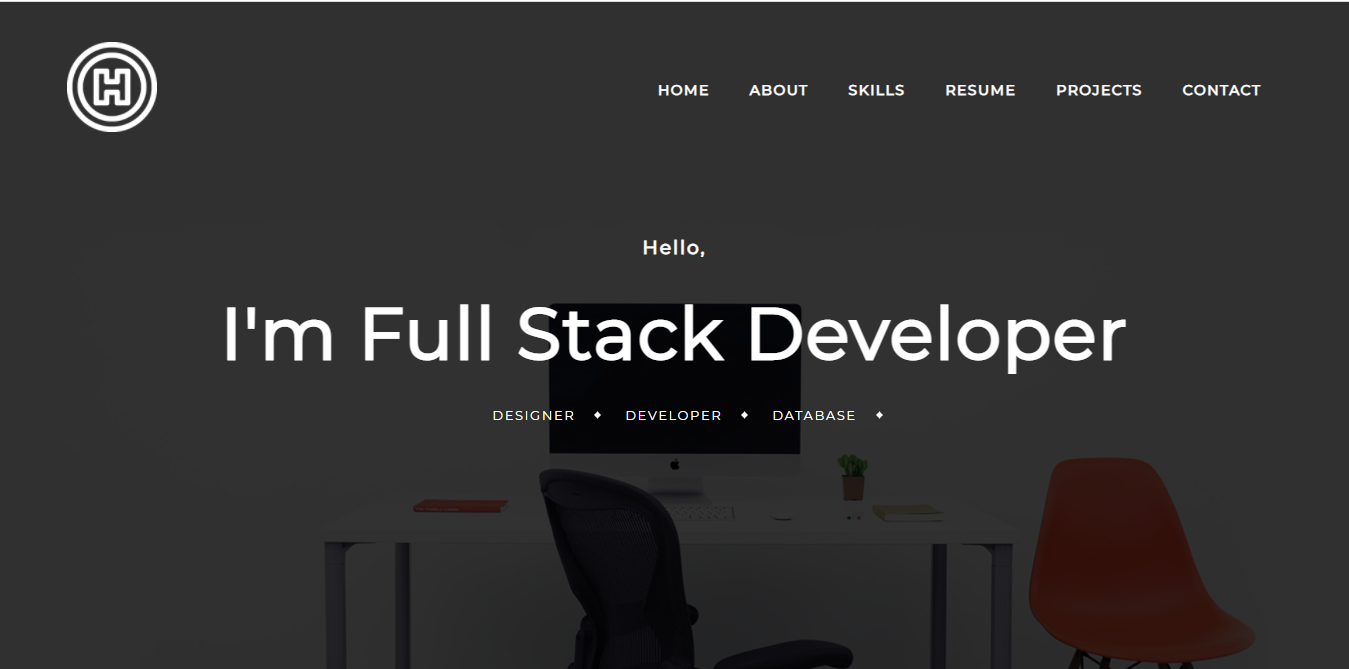 H
HOME ABOUT SKILLS RESUME PROJECTS CONTACT
Hello,
I'm Full Stack Developer
DESIGNER ◆ DEVELOPER ◆ DATABASE ◆